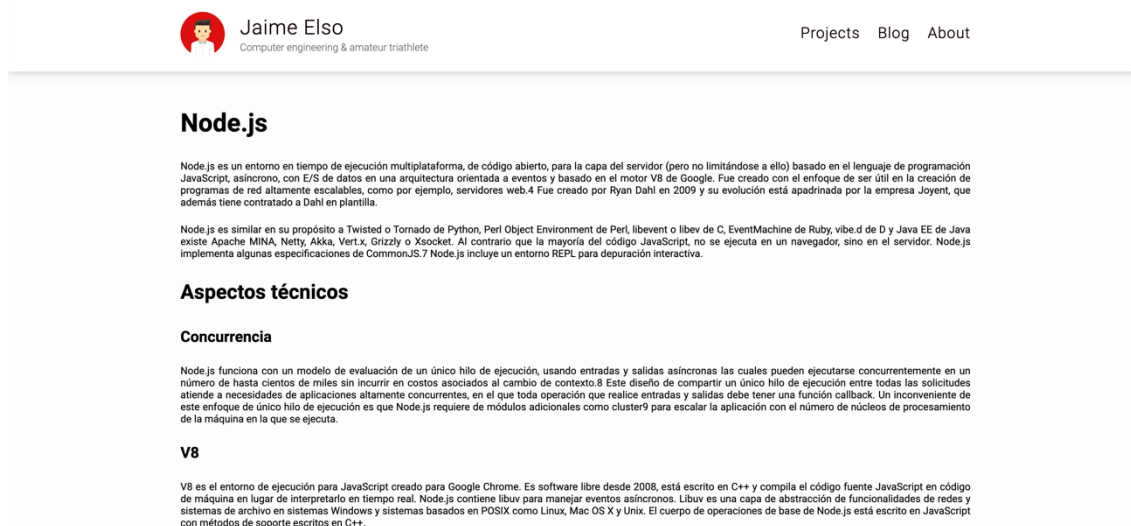 Jaime Elso
Computer engineering & amateur triathlete
Projects Blog About
Node.js
Node.js es un entorno en tiempo de ejecución multiplataforma, de código abierto, para la capa del servidor (pero no limitándose a ello) basado en el lenguaje de programación
JavaScript, asíncrono, con E/S de datos en una arquitectura orientada a eventos y basado en el motor V8 de Google. Fue creado con el enfoque de ser útil en la creación de
programas de red altamente escalables, como por ejemplo, servidores web.4 Fue creado por Ryan Dahl en 2009 y su evolución está apadrinada por la empresa Joyent, que
además tiene contratado a Dahl en plantilla.
Node.js es similar en su propósito a Twisted o Tornado de Python, Perl Object Environment de Perl, libevent o libev de C, EventMachine de Ruby, vibe.d de D y Java EE de Java
existe Apache MINA, Netty, Akka, Vert.x, Grizzly o Xsocket. Al contrario que la mayoría del código JavaScript, no se ejecuta en un navegador, sino en el servidor. Node.js
implementa algunas especificaciones de CommonJS.7 Node.js incluye un entorno REPL para depuración interactiva.
Aspectos técnicos
Concurrencia
Node.js funciona con un modelo de evaluación de un único hilo de ejecución, usando entradas y salidas asíncronas las cuales pueden ejecutarse concurrentemente en un
número de hasta cientos de miles sin incurrir en costos asociados al cambio de contexto.8 Este diseño de compartir un único hilo de ejecución entre todas las solicitudes
atiende a necesidades de aplicaciones altamente concurrentes, en el que toda operación que realice entradas y salidas debe tener una función callback. Un inconveniente de
este enfoque de único hilo de ejecución es que Node.js requiere de módulos adicionales como cluster9 para escalar la aplicación con el número de núcleos de procesamiento
de la máquina en la que se ejecuta.
V8
V8 es el entorno de ejecución para JavaScript creado para Google Chrome. Es software libre desde 2008, está escrito en C++ y compila el código fuente JavaScript en código
de máquina en lugar de interpretarlo en tiempo real. Node.js contiene libuv para manejar eventos asíncronos. Libuv es una capa de abstracción de funcionalidades de redes y
sistemas de archivo en sistemas Windows y sistemas basados en POSIX como Linux, Mac OS X y Unix. El cuerpo de operaciones de base de Node.js está escrito en JavaScript
con métodos de soporte escritos en C++.